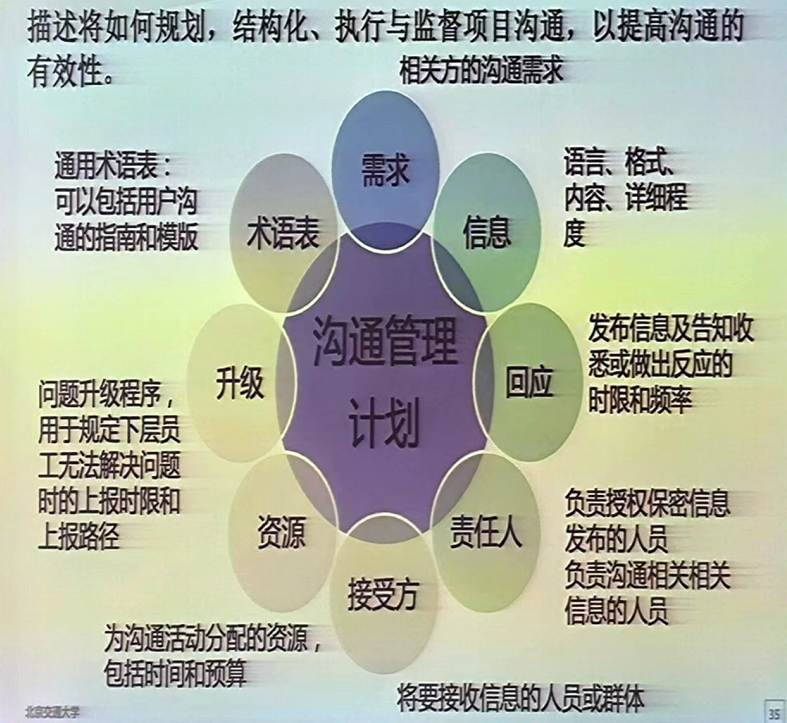 描述将如何规划，结构化、执行与监督项目沟通，以提高沟通的
有效性。
相关方的沟通需求
需求
语言、格式、
内容、详细程
度
信息
发布信息及告知收
悉或做出反应的
时限和频率
回应
负责授权保密信息
发布的人员
负责沟通相关相关
信息的人员
责任人
将要接收信息的人员或群体
接受方
为沟通活动分配的资源，
包括时间和预算
资源
问题升级程序，
用于规定下层员
工无法解决问题
时的上报时限和
上报路径
升级
通用术语表：
可以包括用户沟
通的指南和模版
术语表
沟通管理
计划
北京交通大学
35